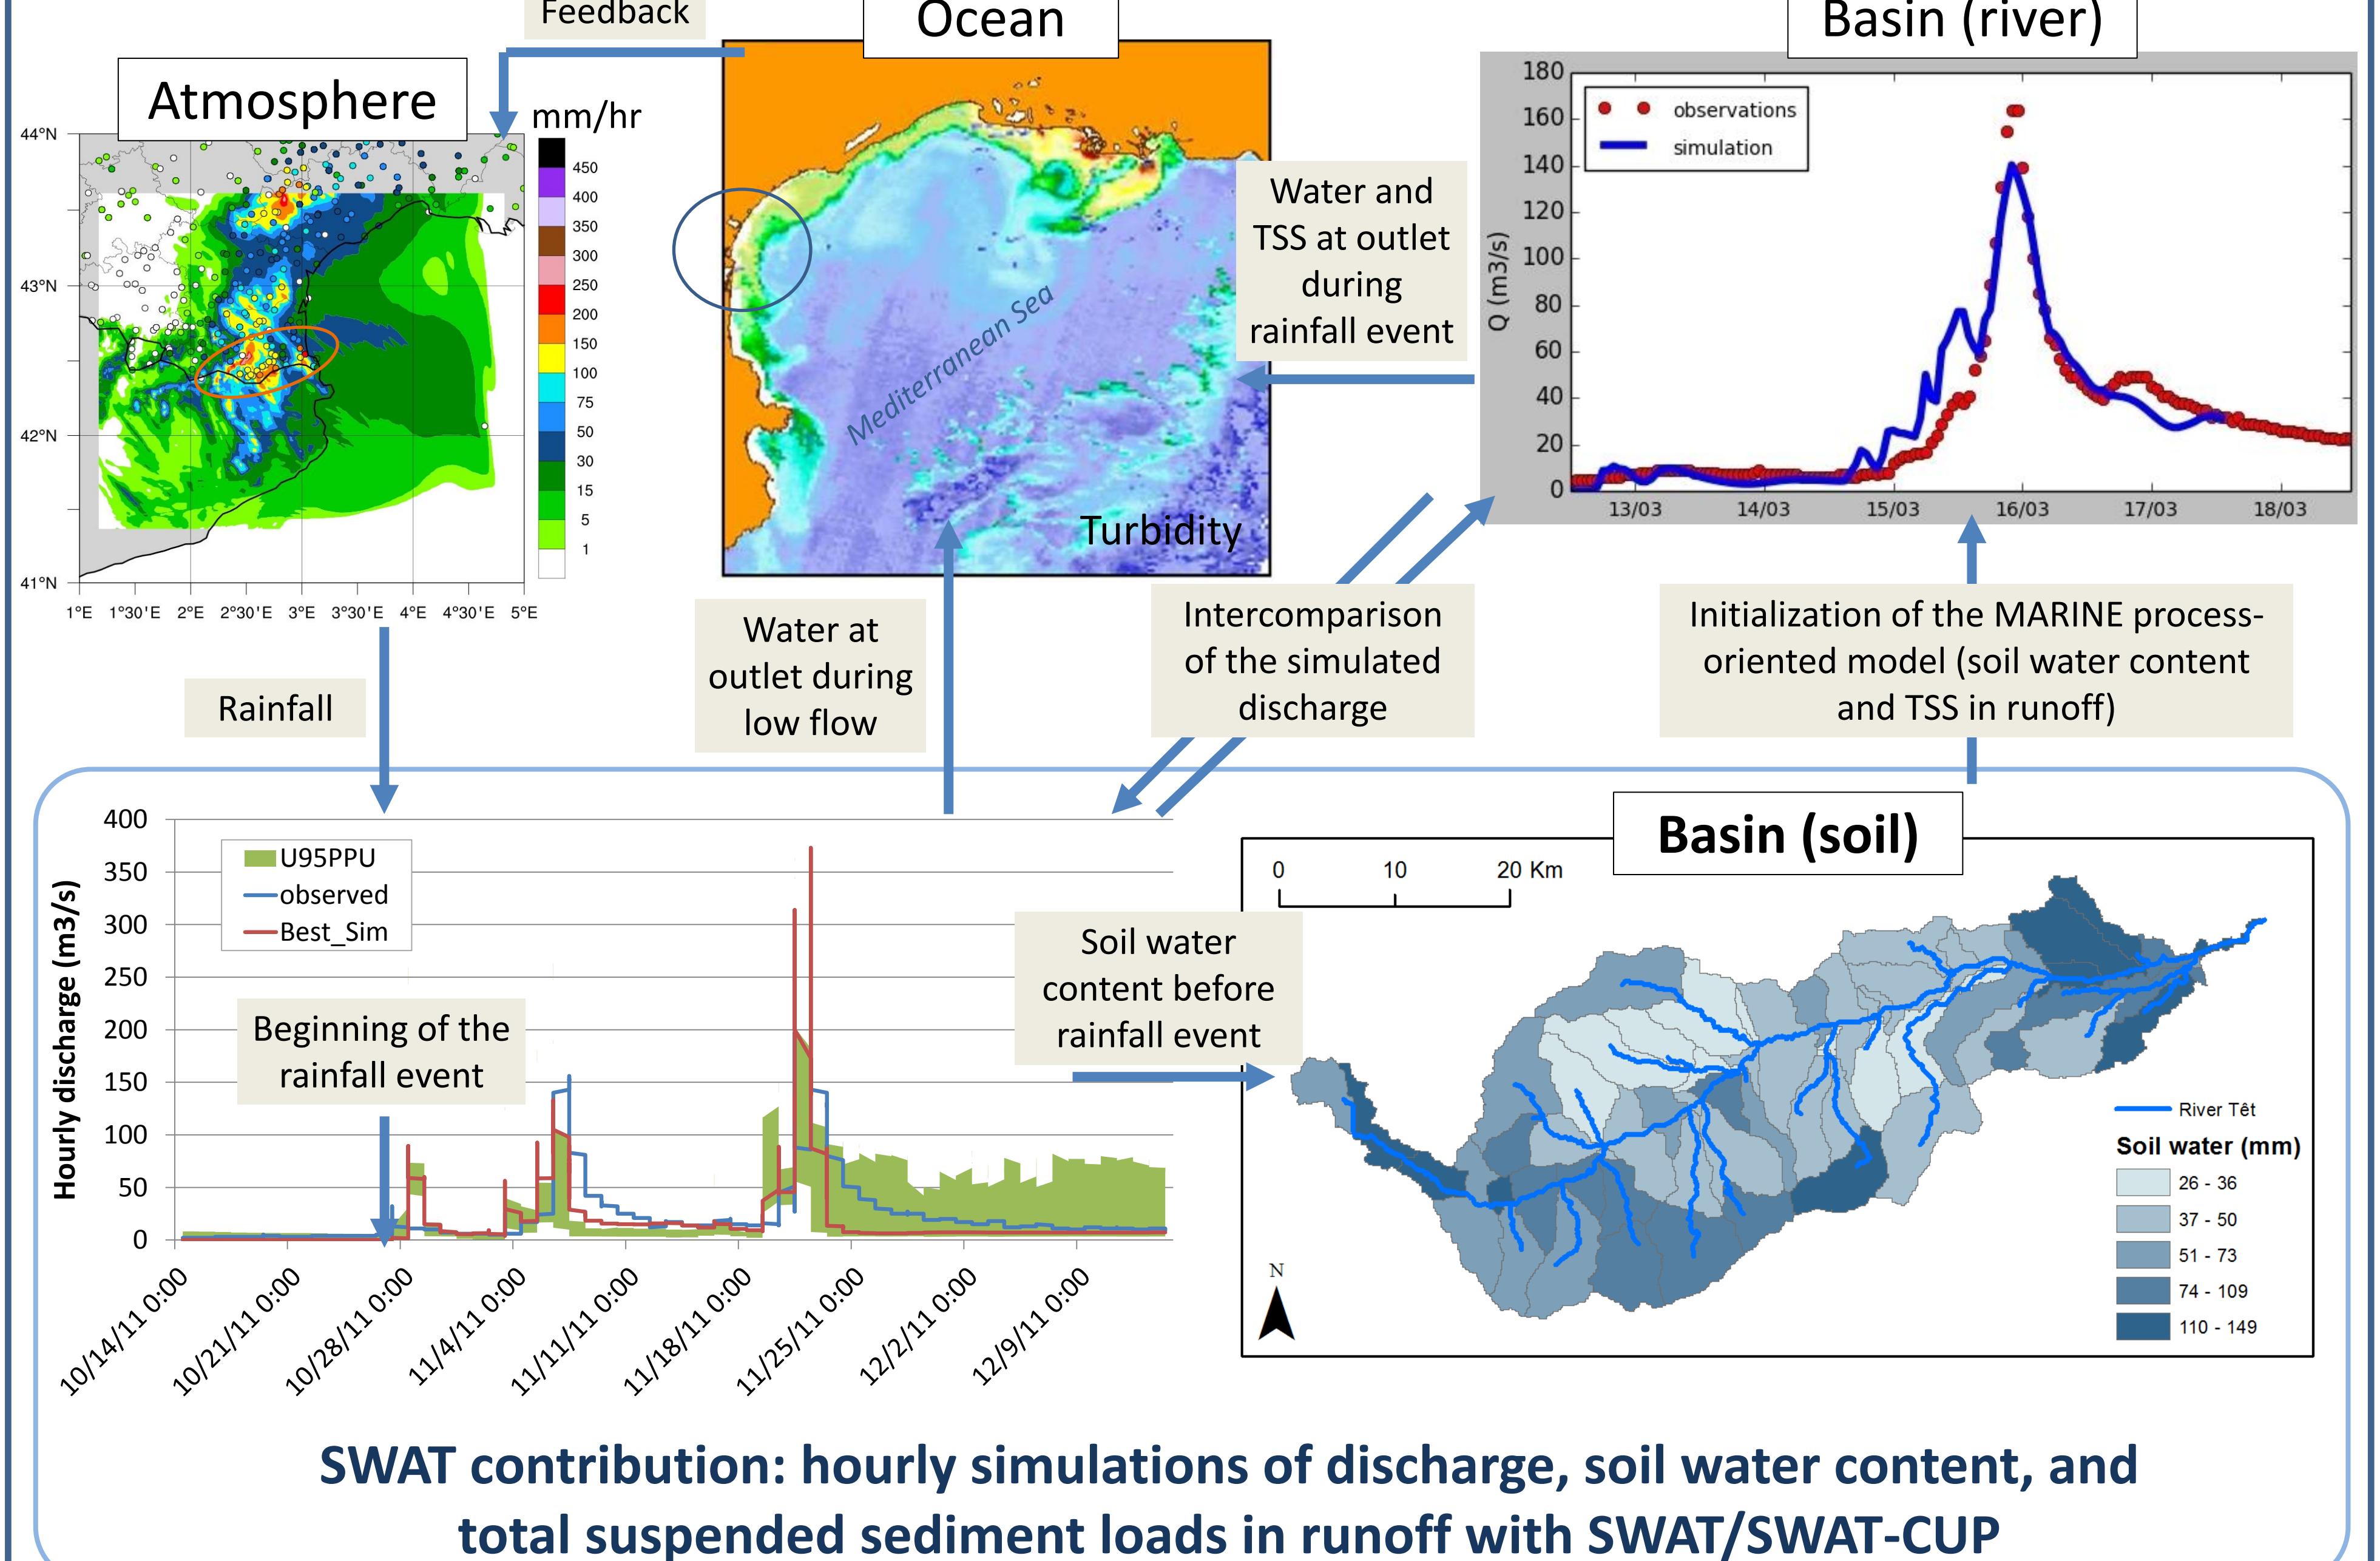 Feedback
Ocean
Basin (river)
Atmosphere
mm/hr
44°N
43°N
42°N
41°N
1°E 1°30'E 2°E 2°30'E 3°E 3°30'E 4°E 4°30'E 5°E
450
400
350
300
250
200
150
100
75
50
30
15
5
1
Mediterranean Sea
Turbidity
Water and
TSS at outlet
during
rainfall event
180
160
140
120
100
80
60
40
20
0
Q (m3/s)
observations
simulation
13/03 14/03 15/03 16/03 17/03 18/03
Rainfall
Water at
outlet during
low flow
Intercomparison
of the simulated
discharge
Initialization of the MARINE process-
oriented model (soil water content
and TSS in runoff)
400
350
300
250
200
150
100
50
0
Hourly discharge (m3/s)
U95PPU
observed
Best_Sim
Beginning of the
rainfall event
10/14/11 0:00
10/21/11 0:00
10/28/11 0:00
11/4/11 0:00
11/11/11 0:00
11/18/11 0:00
11/25/11 0:00
12/2/11 0:00
12/9/11 0:00
Soil water
content before
rainfall event
Basin (soil)
0 10 20 Km
N
River Têt
Soil water (mm)
26 - 36
37 - 50
51 - 73
74 - 109
110 - 149
SWAT contribution: hourly simulations of discharge, soil water content, and
total suspended sediment loads in runoff with SWAT/SWAT-CUP